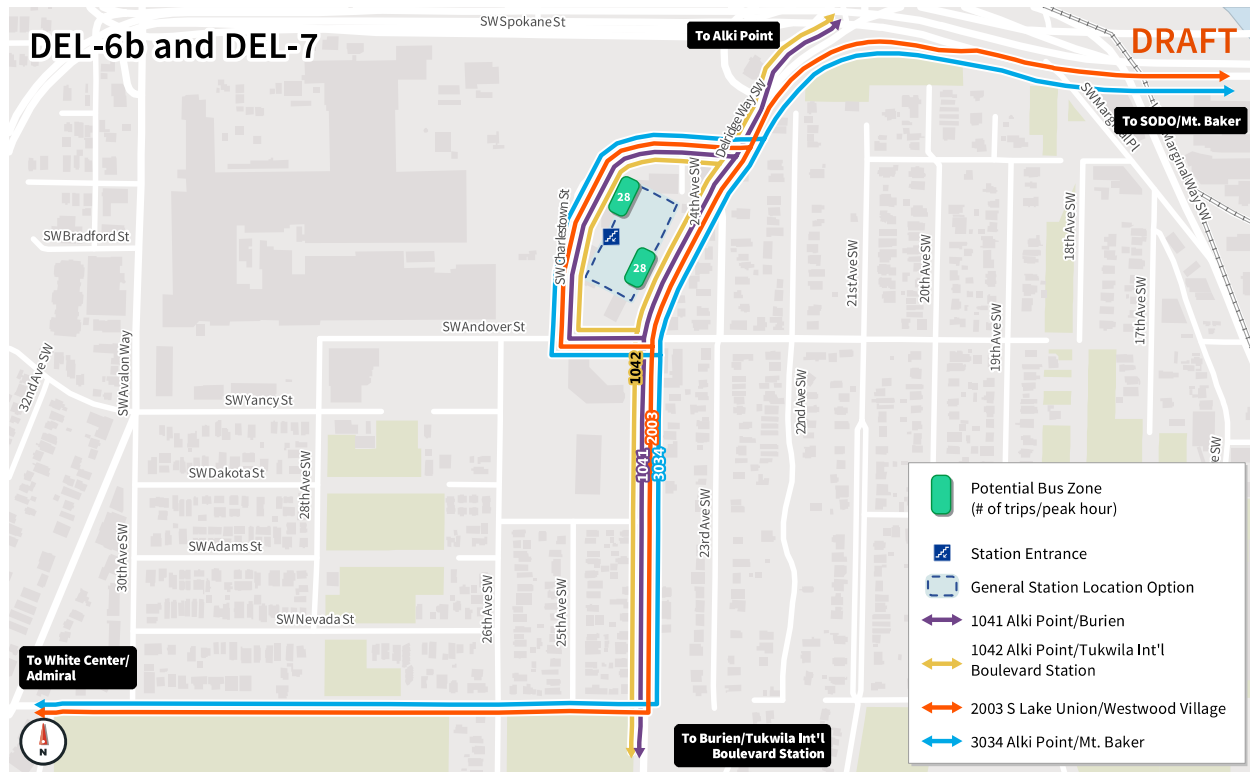 SW Spokane St
DEL-6b and DEL-7
To Alki Point
DRAFT
Delridge Way SW
SW Marginal Pl
To SODO/Mt. Baker
Marginal Way SW
24th Ave SW
28
SW Charlestown St
28
SW Bradford St
18th Ave SW
20th Ave SW
21st Ave SW
17th Ave SW
SW Andover St
19th Ave SW
32nd Ave SW
SW Avalon Way
1042
22nd Ave SW
SW Yancy St
2003
1041
3034
SW Dakota St
28th Ave SW
23rd Ave SW
SW Adams St
30th Ave SW
26th Ave SW
25th Ave SW
SW Nevada St
To White Center/
Admiral
N
To Burien/Tukwila Int'l
Boulevard Station
Potential Bus Zone
(# of trips/peak hour)
Station Entrance
General Station Location Option
1041 Alki Point/Burien
1042 Alki Point/Tukwila Int'l
Boulevard Station
2003 S Lake Union/Westwood Village
3034 Alki Point/Mt. Baker